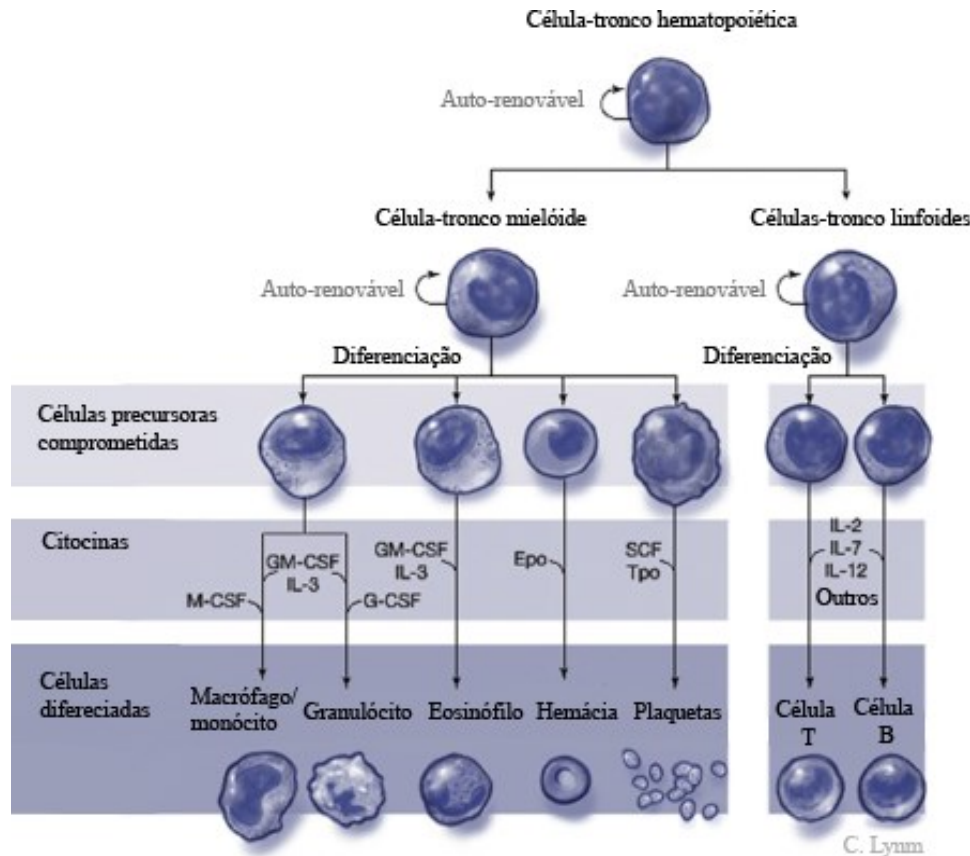 Célula-tronco hematopoiética
Auto-renovável
Célula-tronco mielóide
Células-tronco linfoides
Auto-renovável
Auto-renovável
Diferenciação
Diferenciação
Células precursoras
comprometidas
Citocinas
GM-CSF
IL-3
M-CSF
G-CSF
GM-CSF
IL-3
Epo
SCF
Tpo
IL-2
IL-7
IL-12
Outros
Células
difereciadas
Macrófago/
monócito
Granulócito
Eosinófilo
Hemácia
Plaquetas
Célula
T
Célula
B
C. Lynm